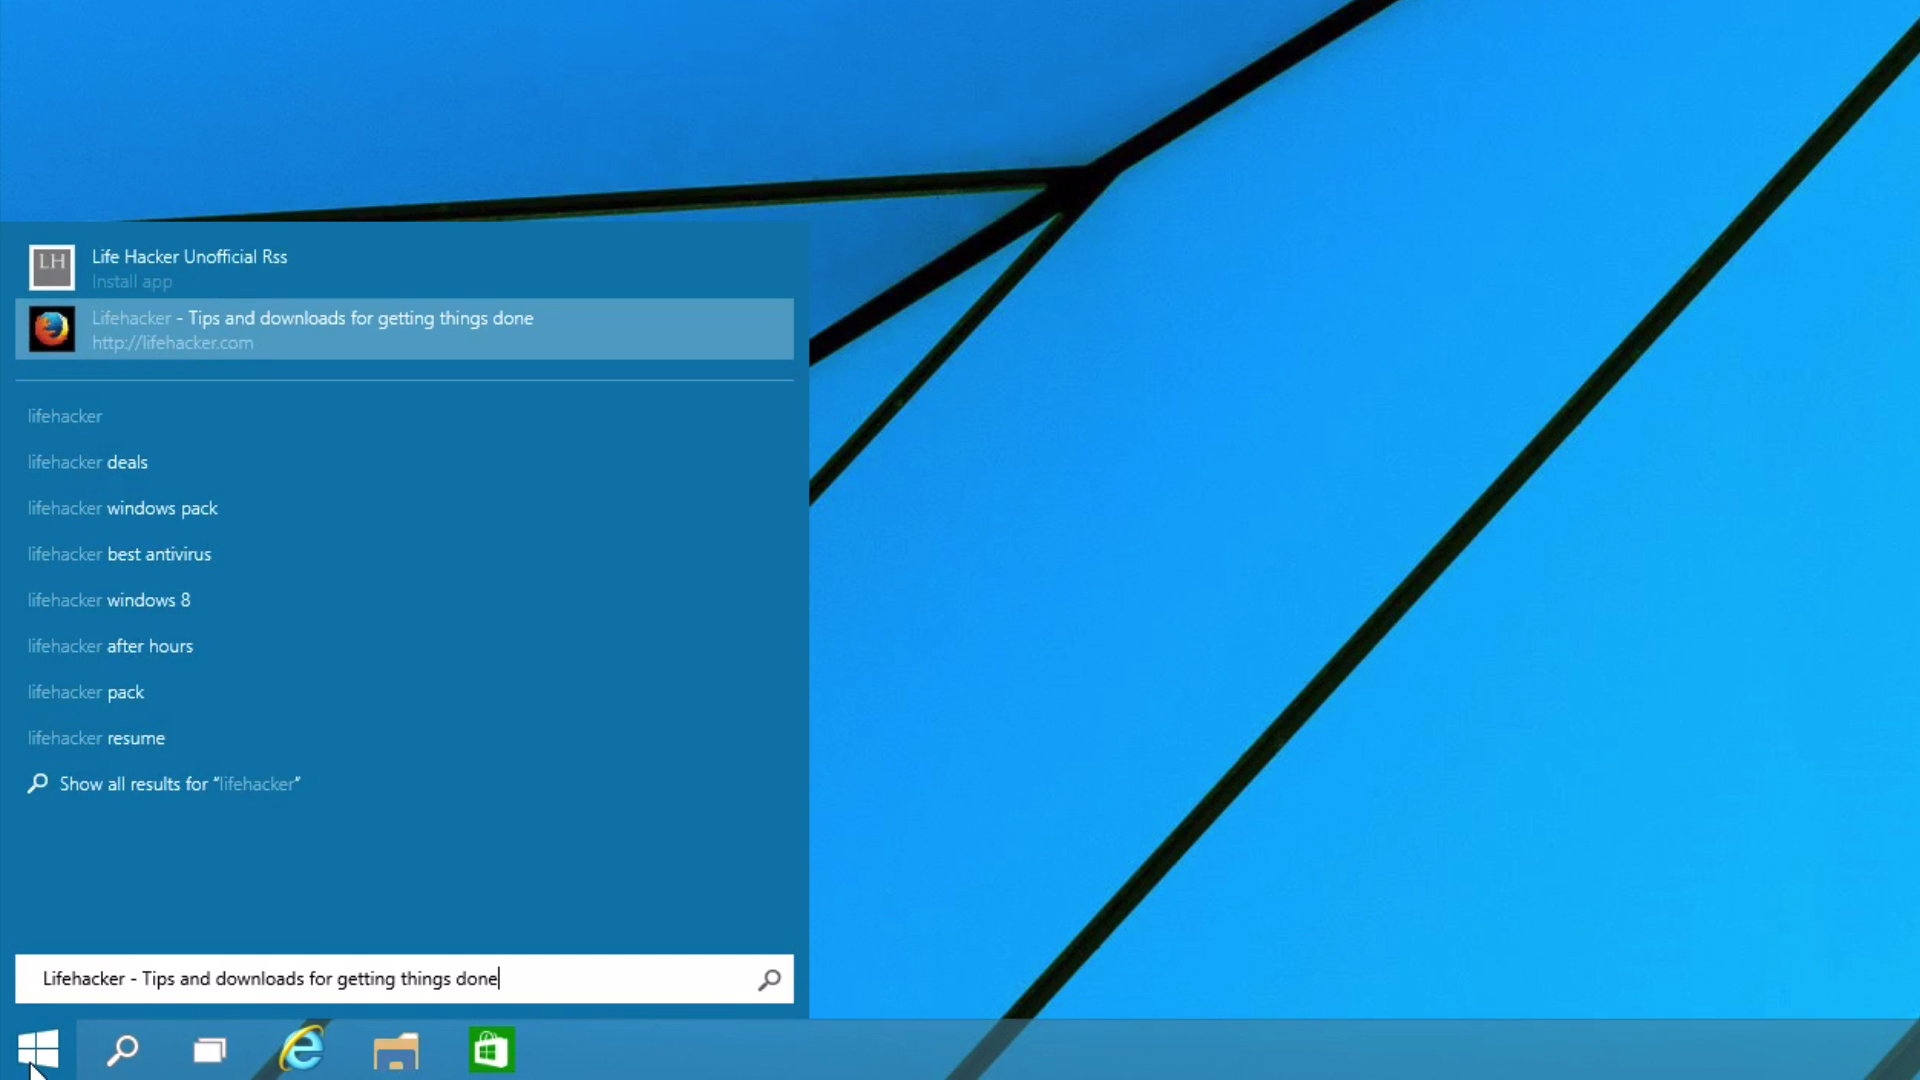 LH
Life Hacker Unofficial Rss
Install app
Lifehacker - Tips and downloads for getting things done
http://lifehacker.com
lifehacker
lifehacker deals
lifehacker windows pack
lifehacker best antivirus
lifehacker windows 8
lifehacker after hours
lifehacker pack
lifehacker resume
Show all results for “lifehacker”
Lifehacker - Tips and downloads for getting things done